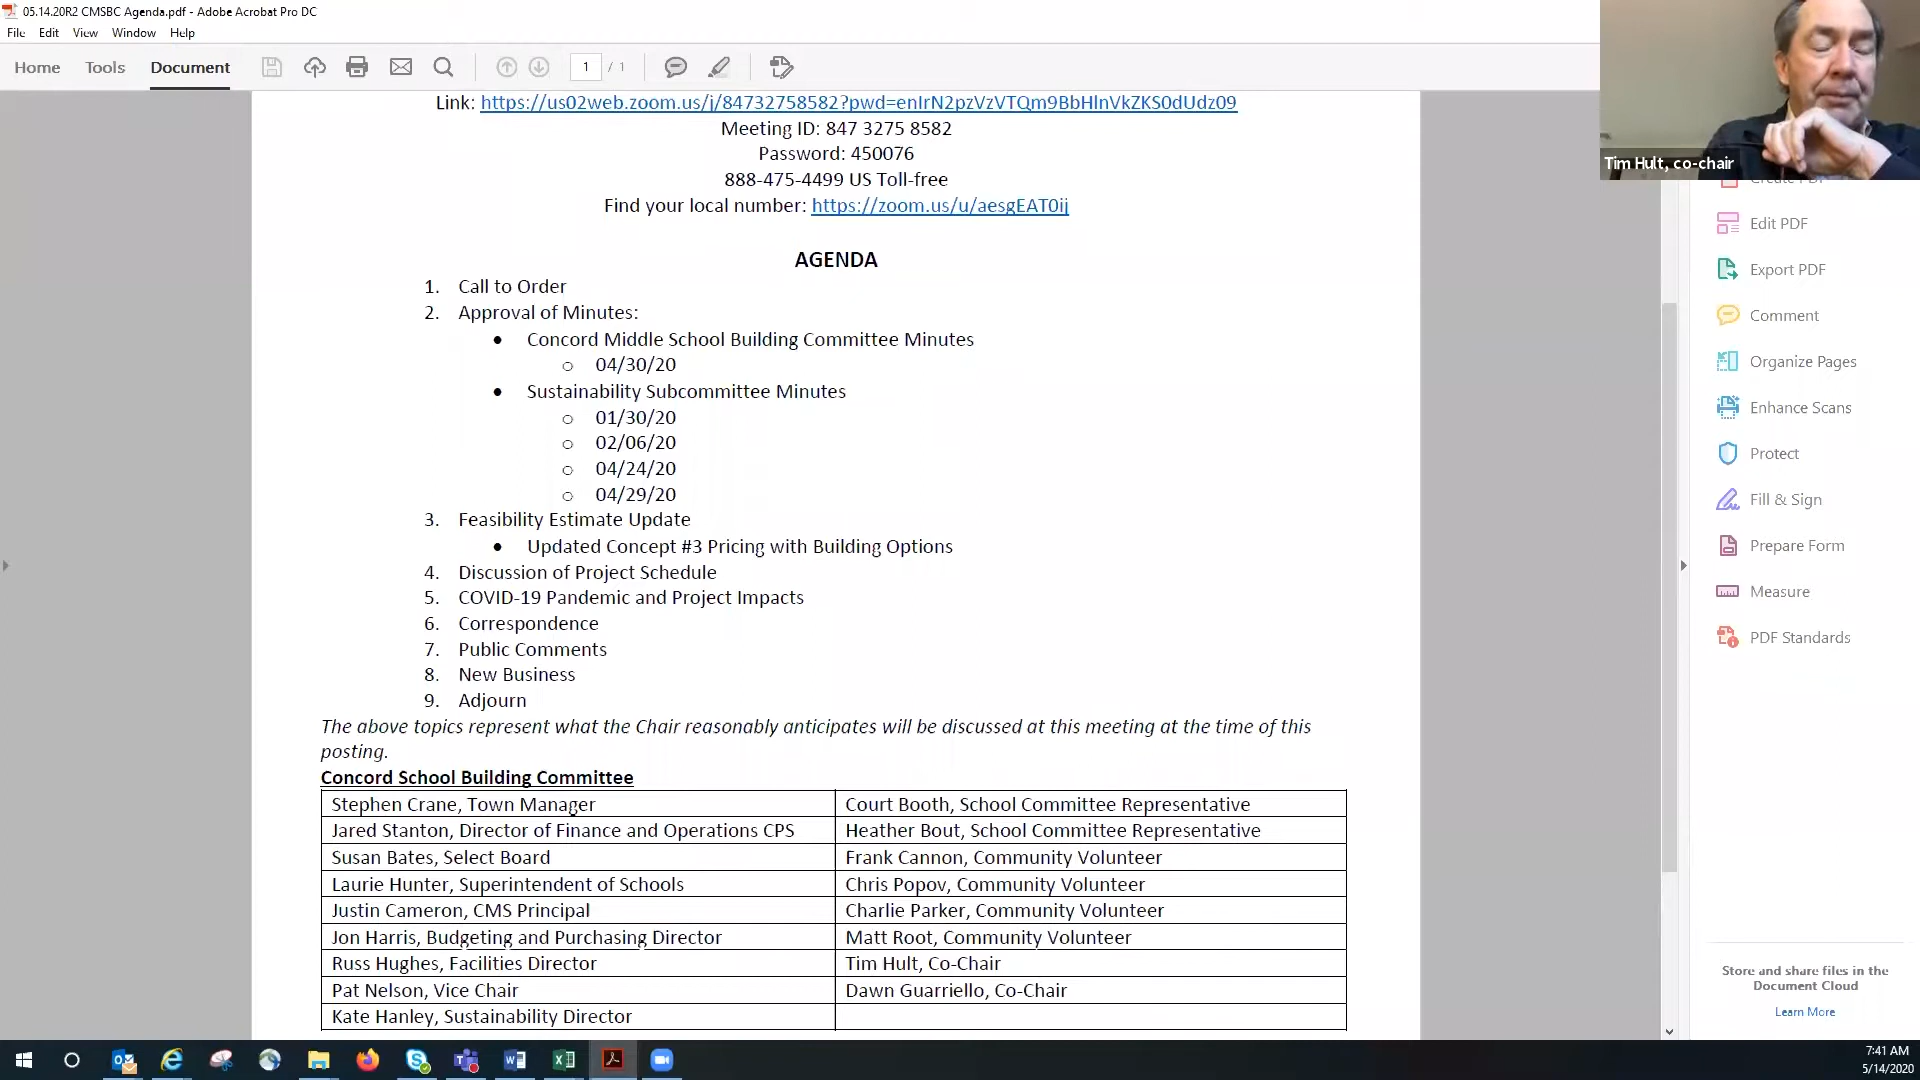 05.14.20R2 CMSBC Agenda.pdf - Adobe Acrobat Pro DC
File Edit View Window Help
Home Tools Document 1 / 1
Link: https://us02web.zoom.us/j/84732758582?pwd=enIrN2pzVzVTQm9BbHlnVkZKS0dUdz09
Meeting ID: 847 3275 8582
Password: 450076
888-475-4499 US Toll-free
Find your local number: https://zoom.us/u/aesgEAT0ij
AGENDA
1. Call to Order
2. Approval of Minutes:
• Concord Middle School Building Committee Minutes
o 04/30/20
• Sustainability Subcommittee Minutes
o 01/30/20
o 02/06/20
o 04/24/20
o 04/29/20
3. Feasibility Estimate Update
• Updated Concept #3 Pricing with Building Options
4. Discussion of Project Schedule
5. COVID-19 Pandemic and Project Impacts
6. Correspondence
7. Public Comments
8. New Business
9. Adjourn
The above topics represent what the Chair reasonably anticipates will be discussed at this meeting at the time of this
posting.
Concord School Building Committee
Stephen Crane, Town Manager Court Booth, School Committee Representative
Jared Stanton, Director of Finance and Operations CPS Heather Bout, School Committee Representative
Susan Bates, Select Board Frank Cannon, Community Volunteer
Laurie Hunter, Superintendent of Schools Chris Popov, Community Volunteer
Justin Cameron, CMS Principal Charlie Parker, Community Volunteer
Jon Harris, Budgeting and Purchasing Director Matt Root, Community Volunteer
Russ Hughes, Facilities Director Tim Hult, Co-Chair
Pat Nelson, Vice Chair Dawn Guarriello, Co-Chair
Kate Hanley, Sustainability Director
Tim Hult, co-chair
Create PDF
Edit PDF
Export PDF
Comment
Organize Pages
Enhance Scans
Protect
Fill & Sign
Prepare Form
Measure
PDF Standards
Store and share files in the
Document Cloud
Learn More
7:41 AM
5/14/2020